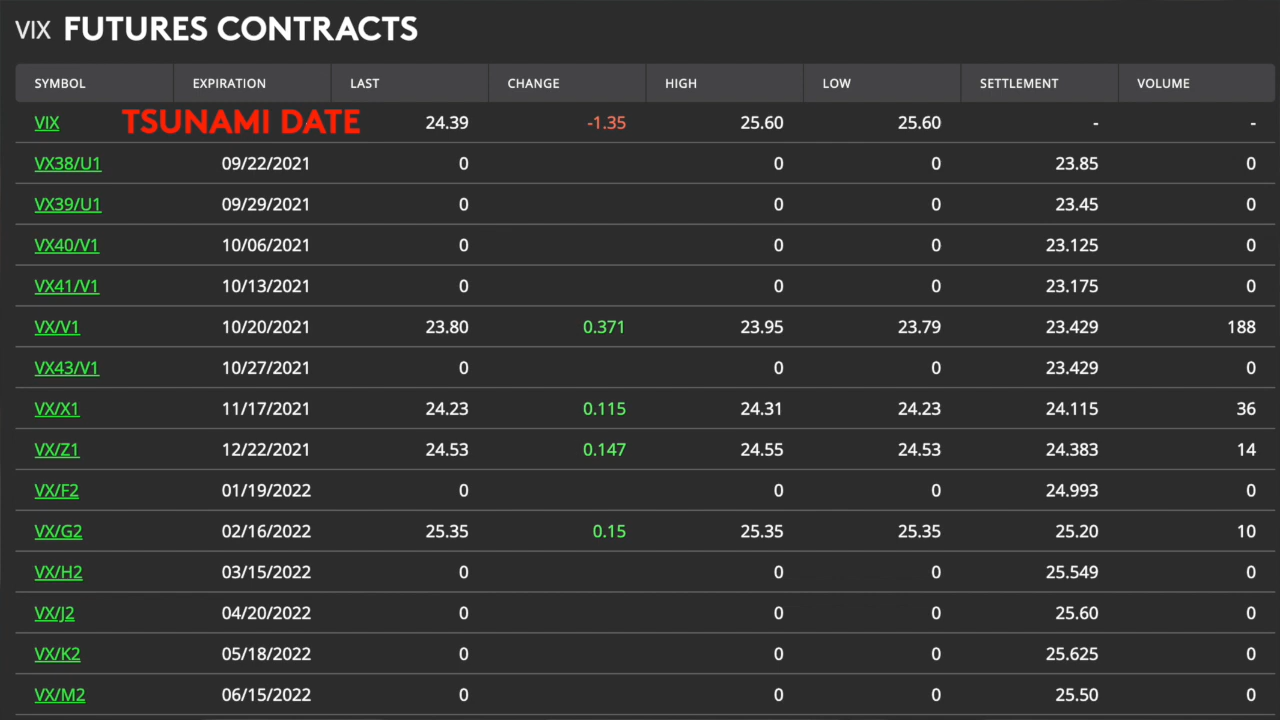 VIX FUTURES CONTRACTS
SYMBOL EXPIRATION LAST CHANGE HIGH LOW SETTLEMENT VOLUME
VIX TSUNAMI DATE 24.39 -1.35 25.60 25.60 - -
VX38/U1 09/22/2021 0 0 0 23.85 0
VX39/U1 09/29/2021 0 0 0 23.45 0
VX40/V1 10/06/2021 0 0 0 23.125 0
VX41/V1 10/13/2021 0 0 0 23.175 0
VX/V1 10/20/2021 23.80 0.371 23.95 23.79 23.429 188
VX43/V1 10/27/2021 0 0 0 23.429 0
VX/X1 11/17/2021 24.23 0.115 24.31 24.23 24.115 36
VX/Z1 12/22/2021 24.53 0.147 24.55 24.53 24.383 14
VX/F2 01/19/2022 0 0 0 24.993 0
VX/G2 02/16/2022 25.35 0.15 25.35 25.35 25.20 10
VX/H2 03/15/2022 0 0 0 25.549 0
VX/J2 04/20/2022 0 0 0 25.60 0
VX/K2 05/18/2022 0 0 0 25.625 0
VX/M2 06/15/2022 0 0 0 25.50 0